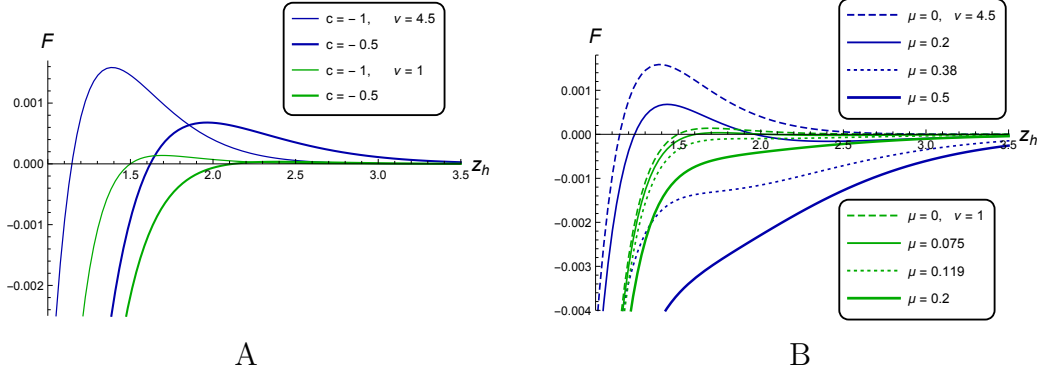 F
c = - 1, ν = 4.5
c = - 0.5
c = - 1, ν = 1
c = - 0.5
0.001
0.000
-0.001
-0.002
1.5 2.0 2.5 3.0 3.5
z_h
A
F
μ = 0, ν = 4.5
μ = 0.2
μ = 0.38
μ = 0.5
0.001
0.000
-0.001
-0.002
-0.003
-0.004
1.5 2.0 2.5 3.0 3.5
z_h
μ = 0, ν = 1
μ = 0.075
μ = 0.119
μ = 0.2
B